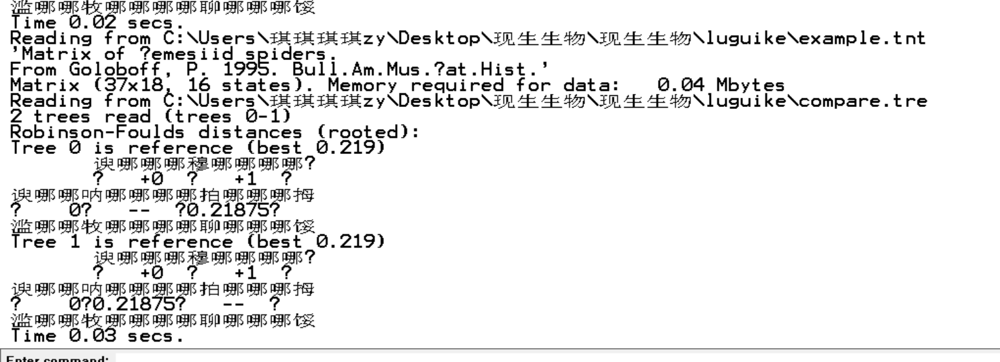 滥哪哪牧哪哪哪哪聊哪哪哪馁
Time 0.02 secs.
Reading from C:\Users\琪琪琪琪zy\Desktop\现生生物\现生生物\luguike\example.tnt
'Matrix of ?emesiid spiders.
From Goloboff, P. 1995. Bull.Am.Mus.?at.Hist.'
Matrix (37x18, 16 states). Memory required for data:   0.04 Mbytes
Reading from C:\Users\琪琪琪琪zy\Desktop\现生生物\现生生物\luguike\compare.tre
2 trees read (trees 0-1)
Robinson-Foulds distances (rooted):
Tree 0 is reference (best 0.219)
谀哪哪哪穆哪哪哪哪?
?   +0  ?   +1  ?
谀哪哪呐哪哪哪哪拍哪哪哪拇
?    0?   --  ?0.21875?
滥哪哪牧哪哪哪哪聊哪哪哪馁
Tree 1 is reference (best 0.219)
谀哪哪哪穆哪哪哪哪?
?   +0  ?   +1  ?
谀哪哪呐哪哪哪哪拍哪哪哪拇
?    0?0.21875?   --  ?
滥哪哪牧哪哪哪哪聊哪哪哪馁
Time 0.03 secs.
Enter command: